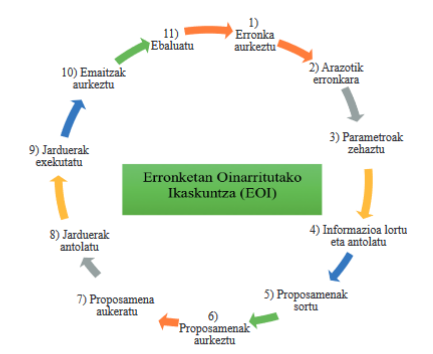 1)
Erronka
aurkeztu
2) Arazotik
erronkara
3) Parametroak
zehaztu
4) Informazioa lortu
eta antolatu
5) Proposamenak
sortu
6)
Proposamenak
aurkeztu
7) Proposamena
aukeratu
8) Jarduerak
antolatu
9) Jarduerak
exekutatu
10) Emaitzak
aurkeztu
11)
Ebaluatu
Erronketan Oinarritutako
Ikaskuntza (EOI)